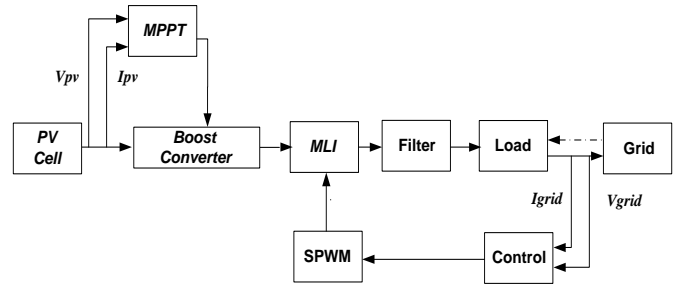 MPPT
Vpv
Ipv
PV
Cell
Boost
Converter
MLI
Filter
Load
Grid
Igrid
Vgrid
SPWM
Control